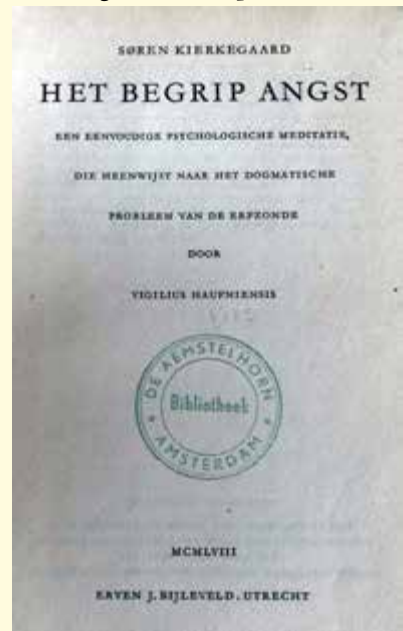 SØREN KIERKEGAARD
HET BEGRIP ANGST
EEN EENVOUDIGE PSYCHOLOGISCHE MEDITATIE,
DIE HEENWIJST NAAR HET DOGMATISCHE
PROBLEEM VAN DE ERFZONDE
DOOR
VIGILIUS HAUFNIENSIS
DE AEMSTELHORN
Bibliotheek
AMSTERDAM
MCMLVIII
ERVEN J. BIJLEVELD. UTRECHT